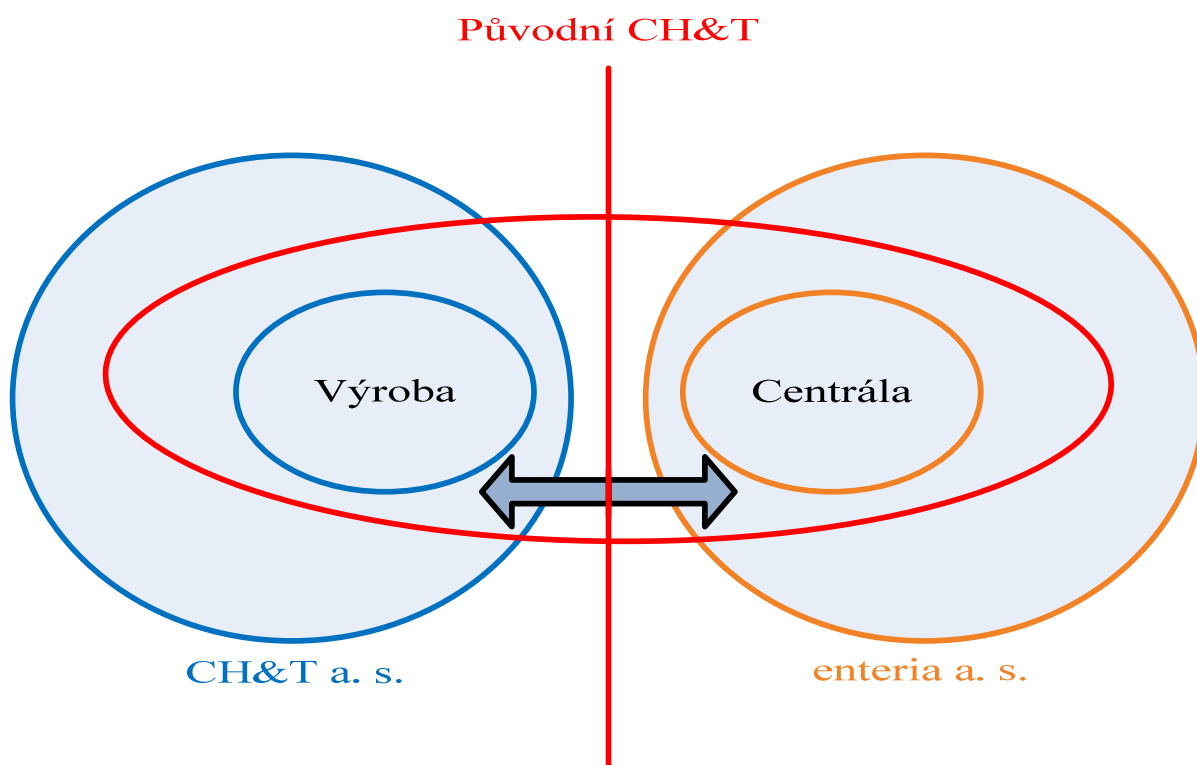 Původní CH&T
Výroba
Centrála
CH&T a. s.
enteria a. s.